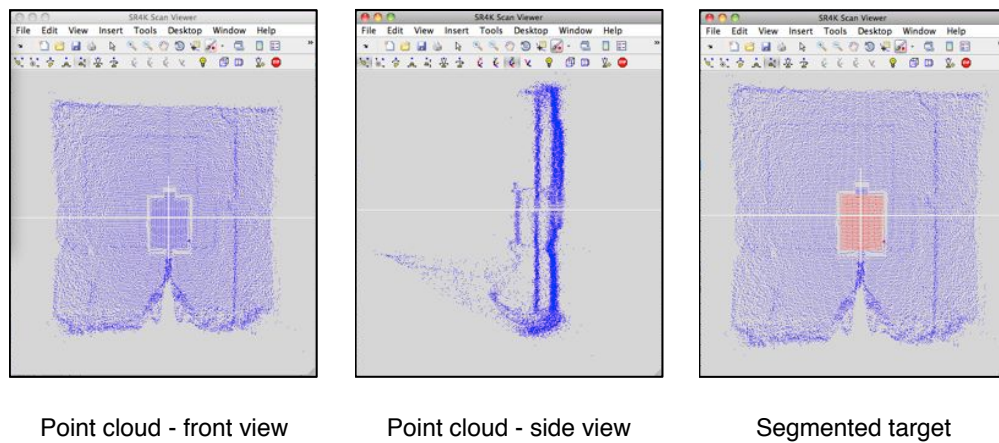 SR4K Scan Viewer
File Edit View Insert Tools Desktop Window Help
SR4K Scan Viewer
File Edit View Insert Tools Desktop Window Help
SR4K Scan Viewer
File Edit View Insert Tools Desktop Window Help
Point cloud - front view
Point cloud - side view
Segmented target